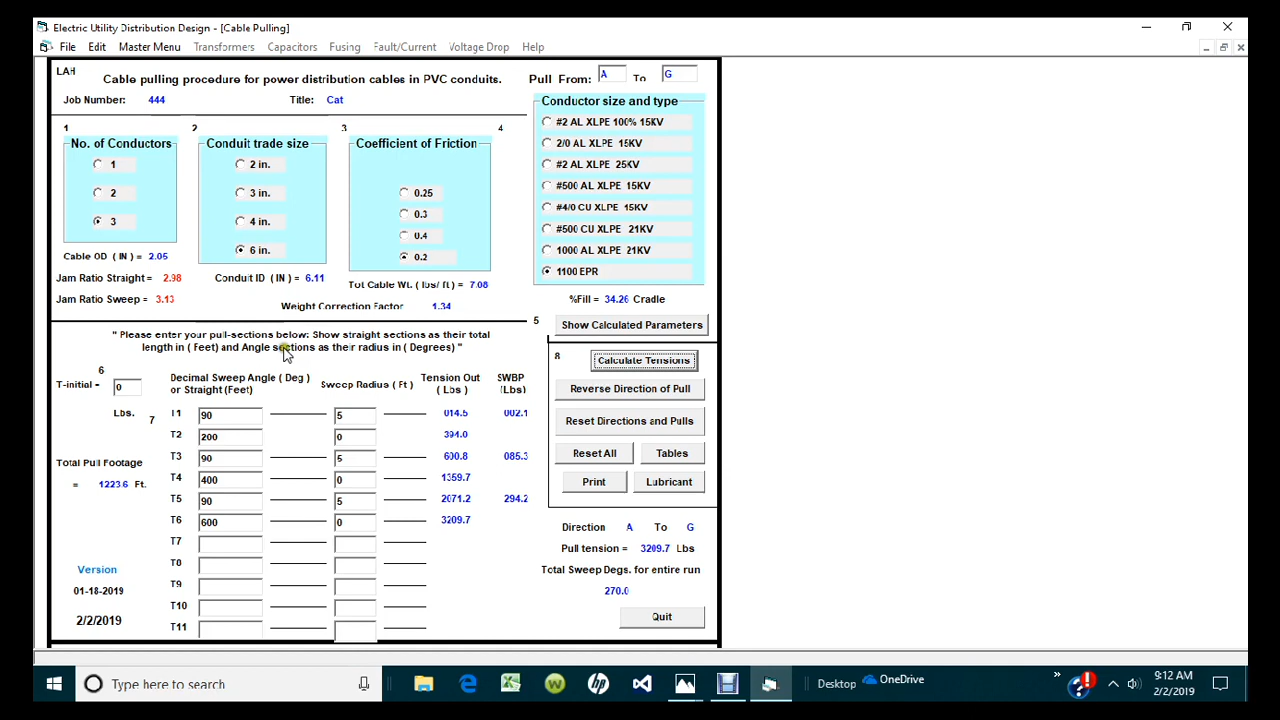 Electric Utility Distribution Design - [Cable Pulling]
File Edit Master Menu Transformers Capacitors Fusing Fault/Current Voltage Drop Help
LAH
Cable pulling procedure for power distribution cables in PVC conduits.
Pull From: A To G
Job Number: 444 Title: Cat
1 2 3 4
No. of Conductors
1
2
3
Conduit trade size
2 in.
3 in.
4 in.
6 in.
Coefficient of Friction
0.25
0.3
0.4
0.2
Conductor size and type
#2 AL XLPE 100% 15KV
2/0 AL XLPE 15KV
#2 AL XLPE 25KV
#500 AL XLPE 15KV
#4/0 CU XLPE 15KV
#500 CU XLPE 21KV
1000 AL XLPE 21KV
1100 EPR
Cable OD ( IN ) = 2.05
Jam Ratio Straight = 2.98
Conduit ID ( IN ) = 6.11
Tot Cable Wt. ( lbs/ ft ) = 7.08
Jam Ratio Sweep = 3.13
Weight Correction Factor 1.34
%Fill = 34.26 Cradle
5
Show Calculated Parameters
" Please enter your pull-sections below: Show straight sections as their total
length in ( Feet) and Angle sections as their radius in ( Degrees) "
6
T-initial = 0
Lbs.
7
Total Pull Footage
= 1223.6 Ft.
Version
01-18-2019
2/2/2019
Decimal Sweep Angle ( Deg )
or Straight(Feet)
Sweep Radius ( Ft )
Tension Out
( Lbs )
SWBP
(Lbs)
T1 90 5 014.5 002.1
T2 200 0 394.0
T3 90 5 600.8 085.3
T4 400 0 1359.7
T5 90 5 2071.2 294.2
T6 600 0 3209.7
T7
T8
T9
T10
T11
8
Calculate Tensions
Reverse Direction of Pull
Reset Directions and Pulls
Reset All Tables
Print Lubricant
Direction A To G
Pull tension = 3209.7 Lbs
Total Sweep Degs. for entire run
270.0
Quit
Type here to search
Desktop
OneDrive
9:12 AM
2/2/2019